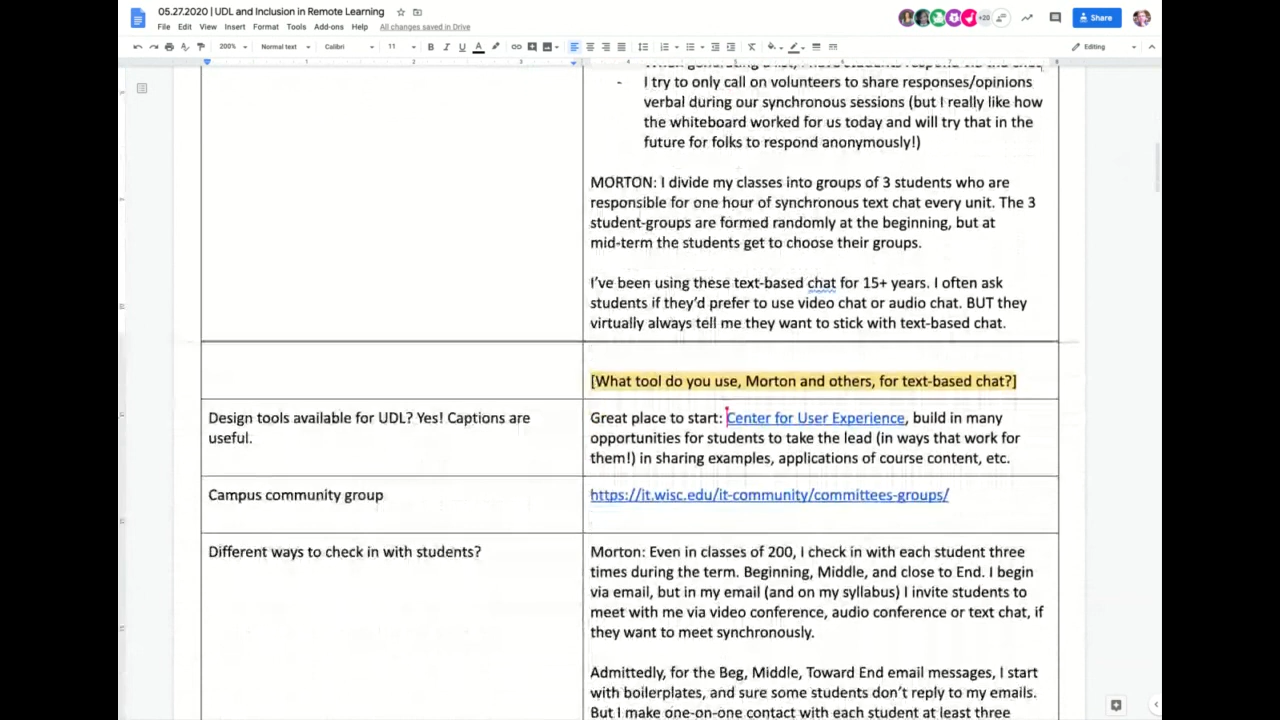 05.27.2020 | UDL and Inclusion in Remote Learning
+20
Share
File Edit View Insert Format Tools Add-ons Help All changes saved in Drive
200% Normal text Calibri 11 B I U A Editing
1 2 3 4 5 6 7 8
- I try to only call on volunteers to share responses/opinions
verbal during our synchronous sessions (but I really like how
the whiteboard worked for us today and will try that in the
future for folks to respond anonymously!)
MORTON: I divide my classes into groups of 3 students who are
responsible for one hour of synchronous text chat every unit. The 3
student-groups are formed randomly at the beginning, but at
mid-term the students get to choose their groups.
I've been using these text-based chat for 15+ years. I often ask
students if they'd prefer to use video chat or audio chat. BUT they
virtually always tell me they want to stick with text-based chat.
[What tool do you use, Morton and others, for text-based chat?]
Design tools available for UDL? Yes! Captions are
useful.
Great place to start: Center for User Experience, build in many
opportunities for students to take the lead (in ways that work for
them!) in sharing examples, applications of course content, etc.
Campus community group
https://it.wisc.edu/it-community/committees-groups/
Different ways to check in with students?
Morton: Even in classes of 200, I check in with each student three
times during the term. Beginning, Middle, and close to End. I begin
via email, but in my email (and on my syllabus) I invite students to
meet with me via video conference, audio conference or text chat, if
they want to meet synchronously.
Admittedly, for the Beg, Middle, Toward End email messages, I start
with boilerplates, and sure some students don't reply to my emails.
But I make one-on-one contact with each student at least three